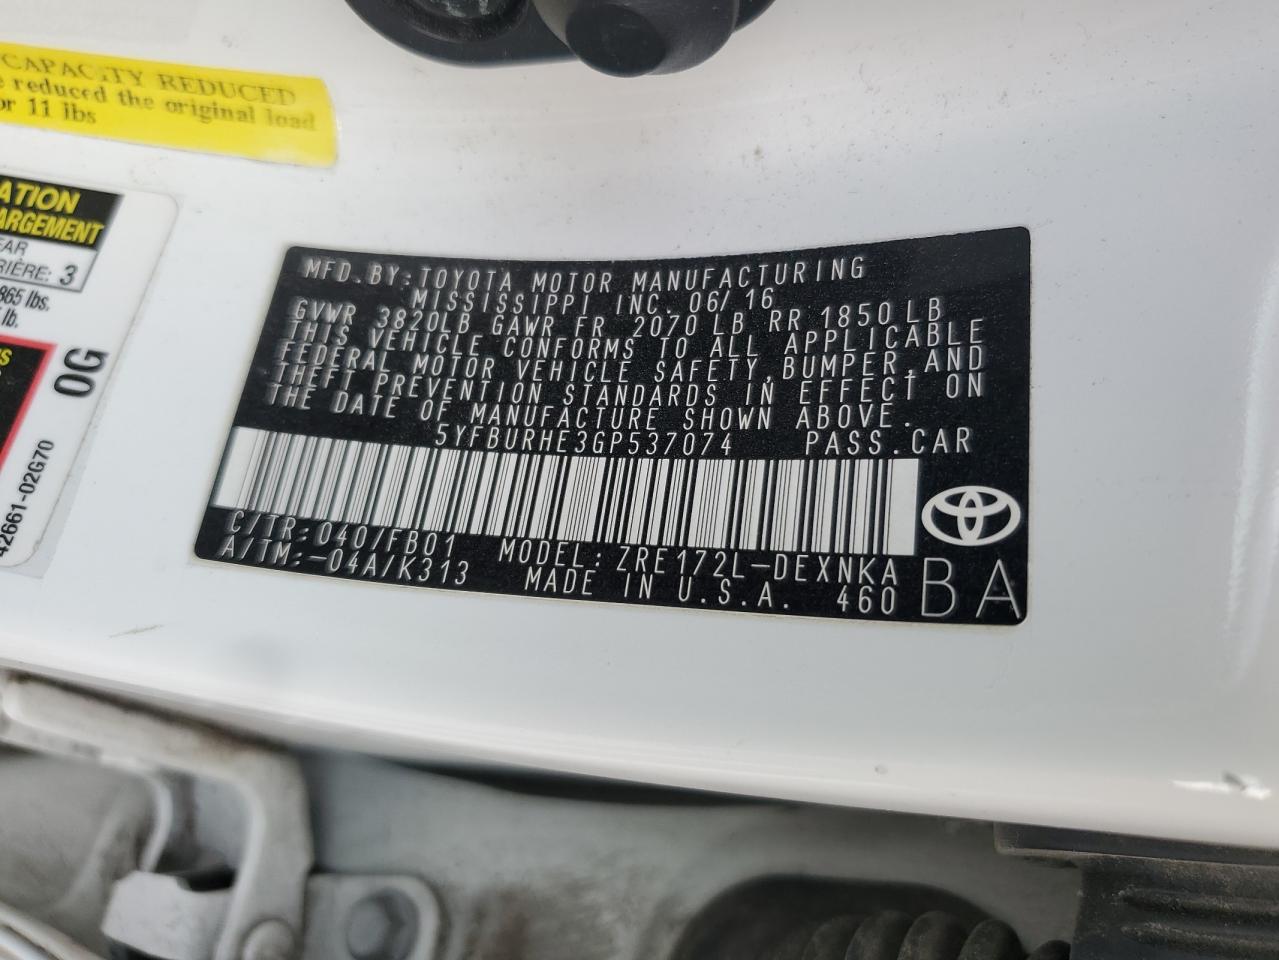 CAPACITY REDUCED
reduced the original load
or 11 lbs
ATION
ARGEMENT
EAR
RIÈRE: 3
865 lbs.
lb.
0G
42661-02G70
MFD.BY:TOYOTA MOTOR MANUFACTURING
MISSISSIPPI INC. 06/16
GVWR 3820LB GAWR FR 2070 LB RR 1850 LB
THIS VEHICLE CONFORMS TO ALL APPLICABLE
FEDERAL MOTOR VEHICLE SAFETY,BUMPER,AND
THEFT PREVENTION STANDARDS IN EFFECT ON
THE DATE OF MANUFACTURE SHOWN ABOVE.
5YFBURHE3GP537074 PASS.CAR
C/TR:040/FB01 MODEL:ZRE172L-DEXNKA
A/TM:-04A/K313 MADE IN U.S.A. 460 BA